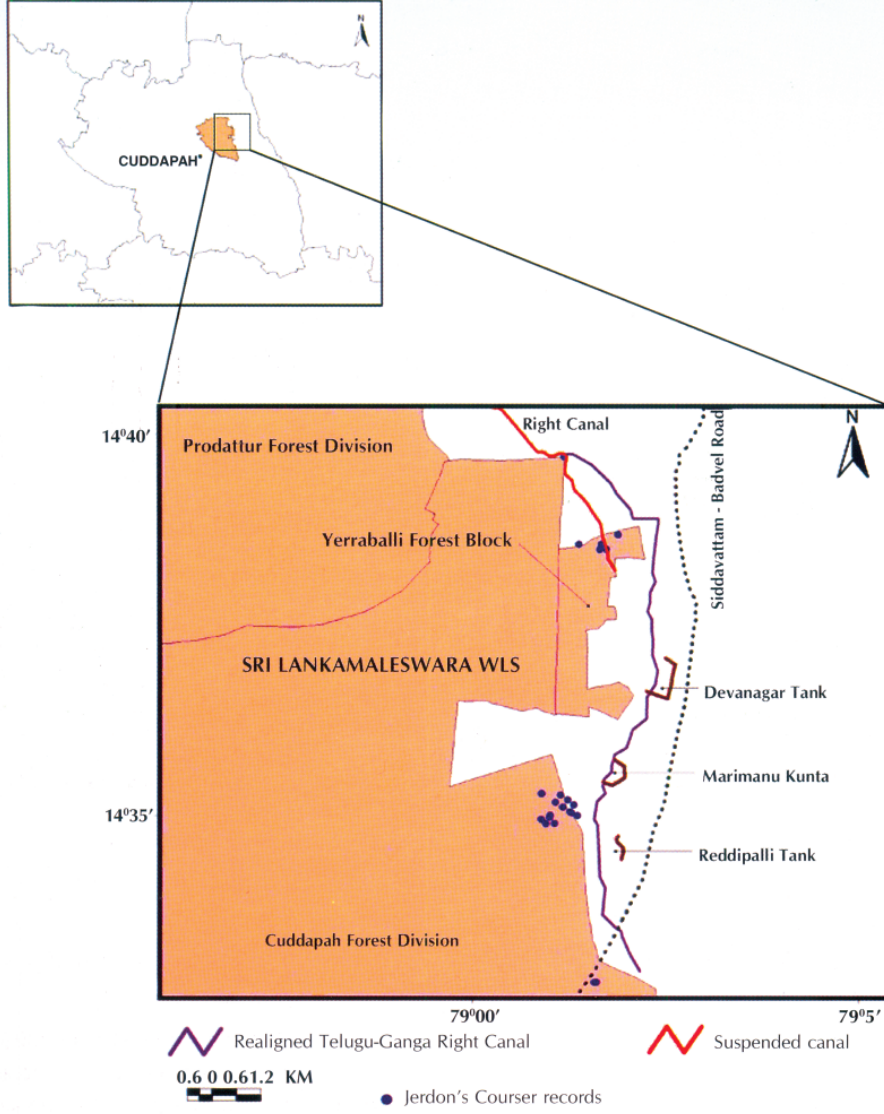 N
CUDDAPAH
14°40'
Right Canal
N
Prodattur Forest Division
Siddavattam - Badvel Road
Yerraballi Forest Block
SRI LANKAMALESWARA WLS
Devanagar Tank
Marimanu Kunta
14°35'
Reddipalli Tank
Cuddapah Forest Division
79°00'
79°5'
Realigned Telugu-Ganga Right Canal
Suspended canal
0.6 0 0.61.2 KM
Jerdon's Courser records